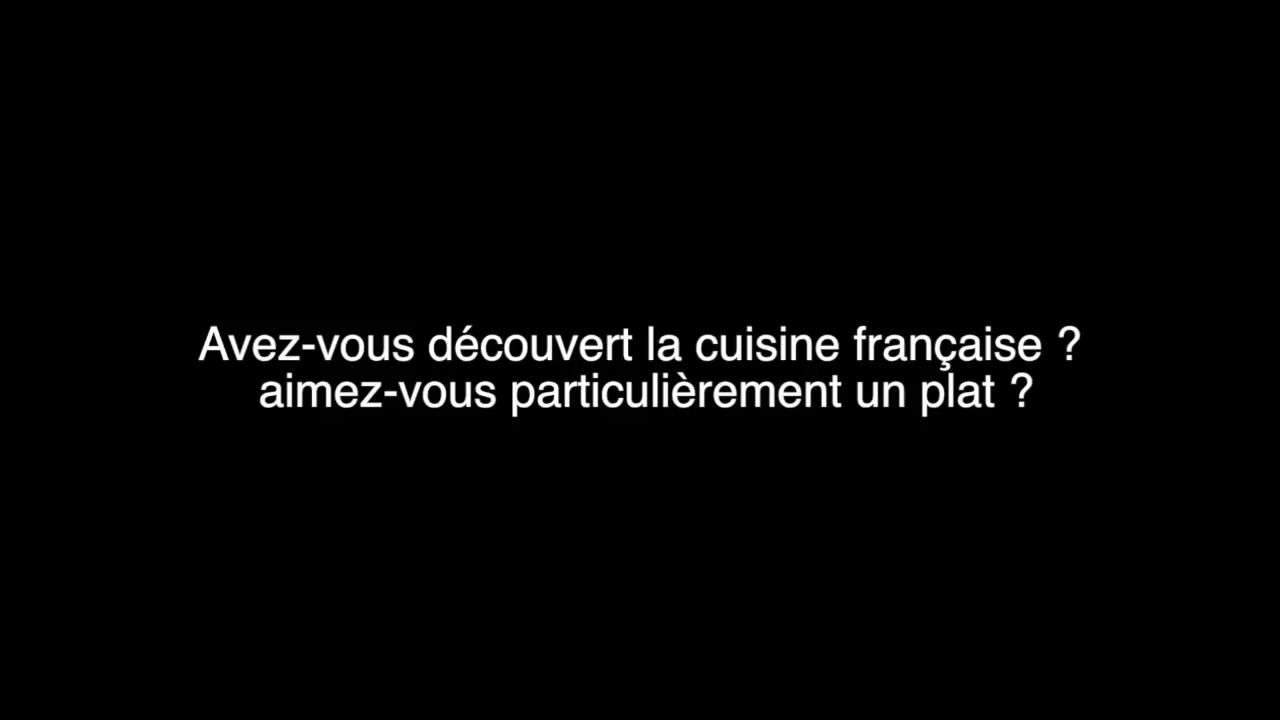 Avez-vous découvert la cuisine française ?
aimez-vous particulièrement un plat ?